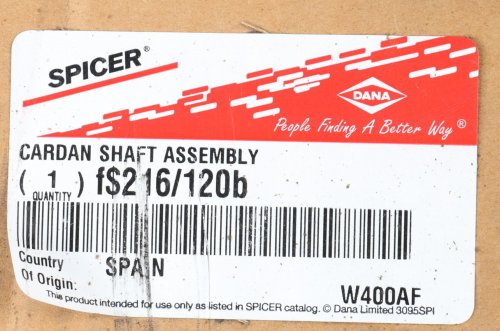 SPICER®
DANA
People Finding A Better Way®
CARDAN SHAFT ASSEMBLY
( 1 ) f$216/120b
QUANTITY
Country
Of Origin: SPAIN
W400AF
This product intended for use only as listed in SPICER catalog. © Dana Limited 3095SPI